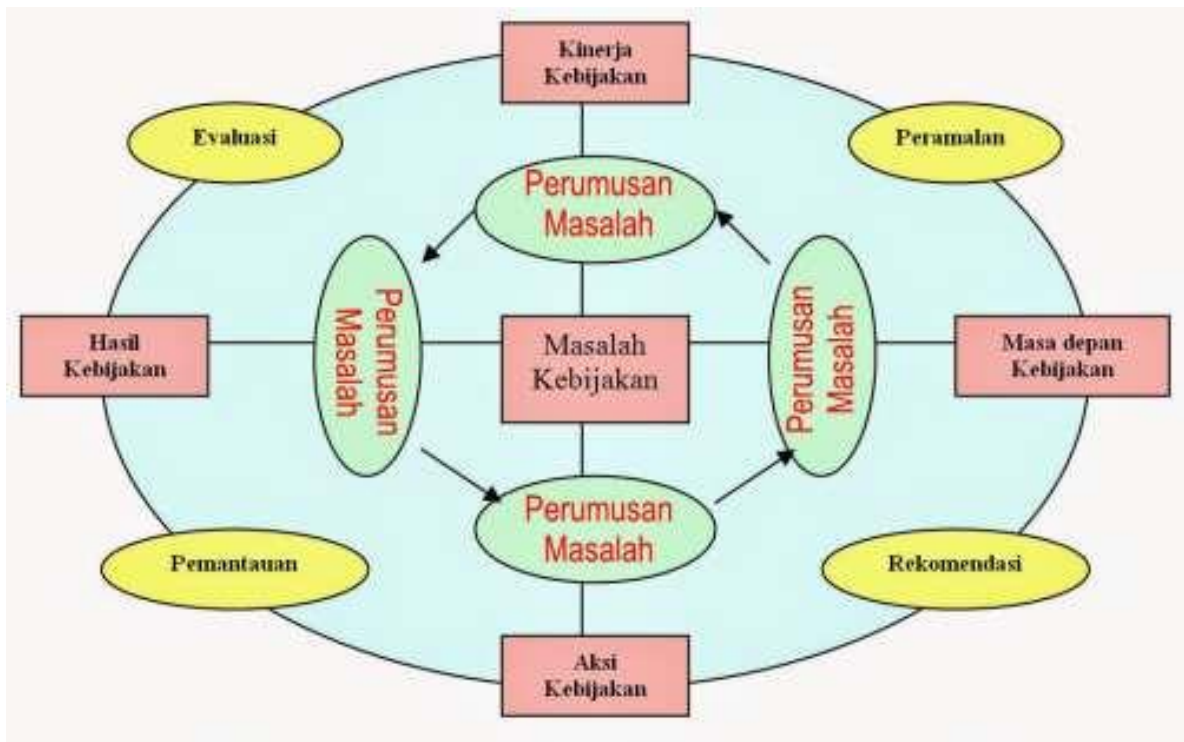 Kinerja
Kebijakan
Evaluasi
Peramalan
Perumusan
Masalah
Perumusan
Masalah
Perumusan
Masalah
Hasil
Kebijakan
Masalah
Kebijakan
Masa depan
Kebijakan
Perumusan
Masalah
Pemantauan
Rekomendasi
Aksi
Kebijakan